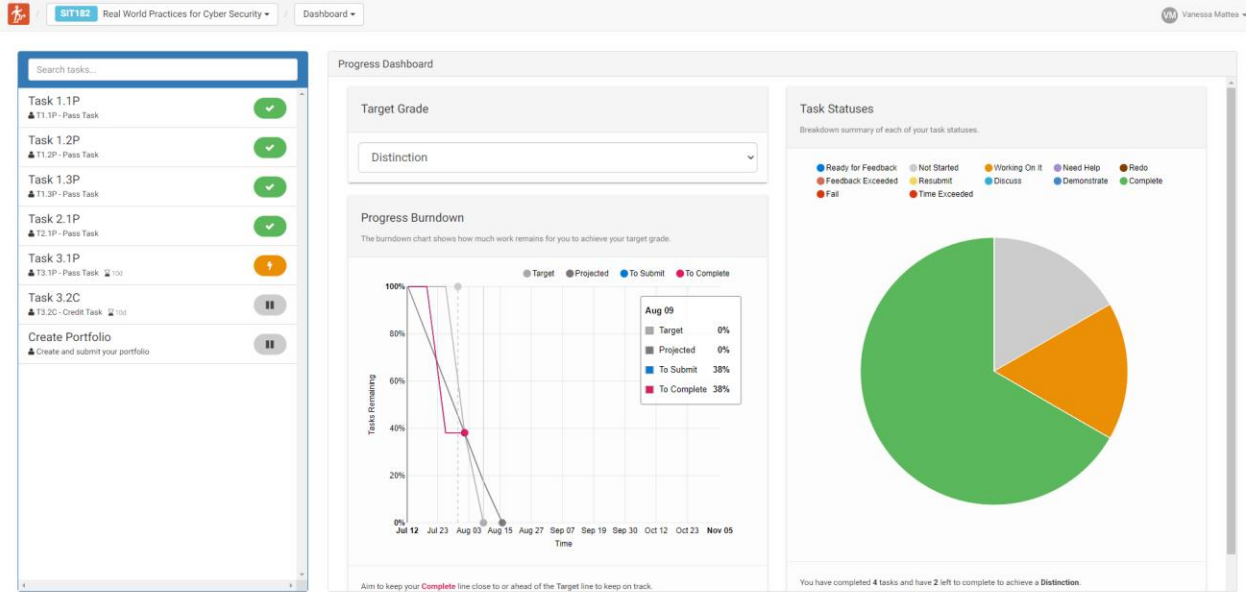 SIT182 Real World Practices for Cyber Security
Dashboard
VM Vanessa Mattea
Search tasks...
Task 1.1P
T1.1P - Pass Task
Task 1.2P
T1.2P - Pass Task
Task 1.3P
T1.3P - Pass Task
Task 2.1P
T2.1P - Pass Task
Task 3.1P
T3.1P - Pass Task 10d
Task 3.2C
T3.2C - Credit Task 10d
Create Portfolio
Create and submit your portfolio
Progress Dashboard
Target Grade
Distinction
Progress Burndown
The burndown chart shows how much work remains for you to achieve your target grade.
Target Projected To Submit To Complete
100%
80%
60%
40%
20%
0%
Tasks Remaining
Aug 09
Target 0%
Projected 0%
To Submit 38%
To Complete 38%
Jul 12 Jul 23 Aug 03 Aug 15 Aug 27 Sep 07 Sep 19 Sep 30 Oct 12 Oct 23 Nov 05
Time
Aim to keep your Complete line close to or ahead of the Target line to keep on track.
Task Statuses
Breakdown summary of each of your task statuses.
Ready for Feedback Not Started Working On It Need Help Redo
Feedback Exceeded Resubmit Discuss Demonstrate Complete
Fail Time Exceeded
You have completed 4 tasks and have 2 left to complete to achieve a Distinction.